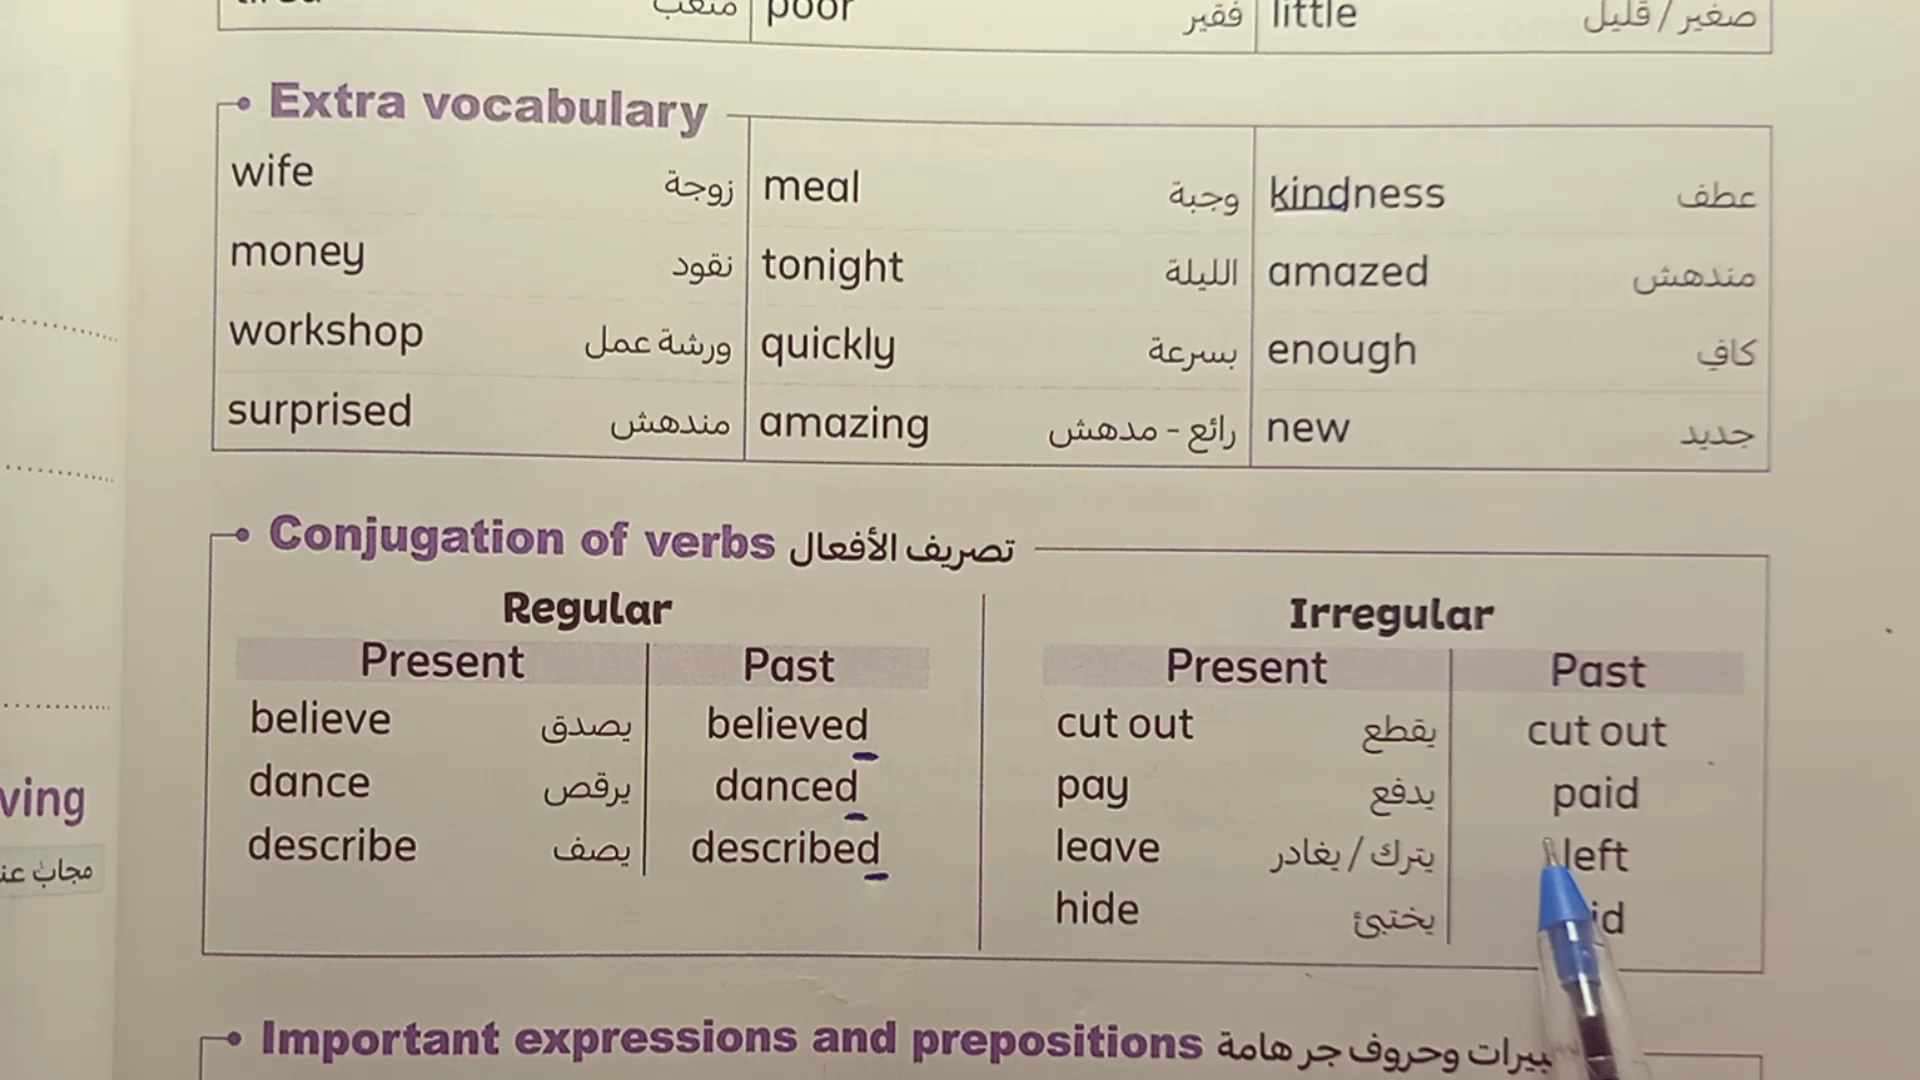 poor فقير little صغير / قليل
Extra vocabulary
wife زوجة meal وجبة kindness عطف
money نقود tonight الليلة amazed مندهش
workshop ورشة عمل quickly بسرعة enough كافٍ
surprised مندهش amazing رائع - مدهش new جديد
Conjugation of verbs تصريف الأفعال
Regular Irregular
Present Past Present Past
believe يصدق believed cut out يقطع cut out
dance يرقص danced pay يدفع paid
describe يصف described leave يترك / يغادر left
hide يختبئ
Important expressions and prepositions وحروف جر هامة